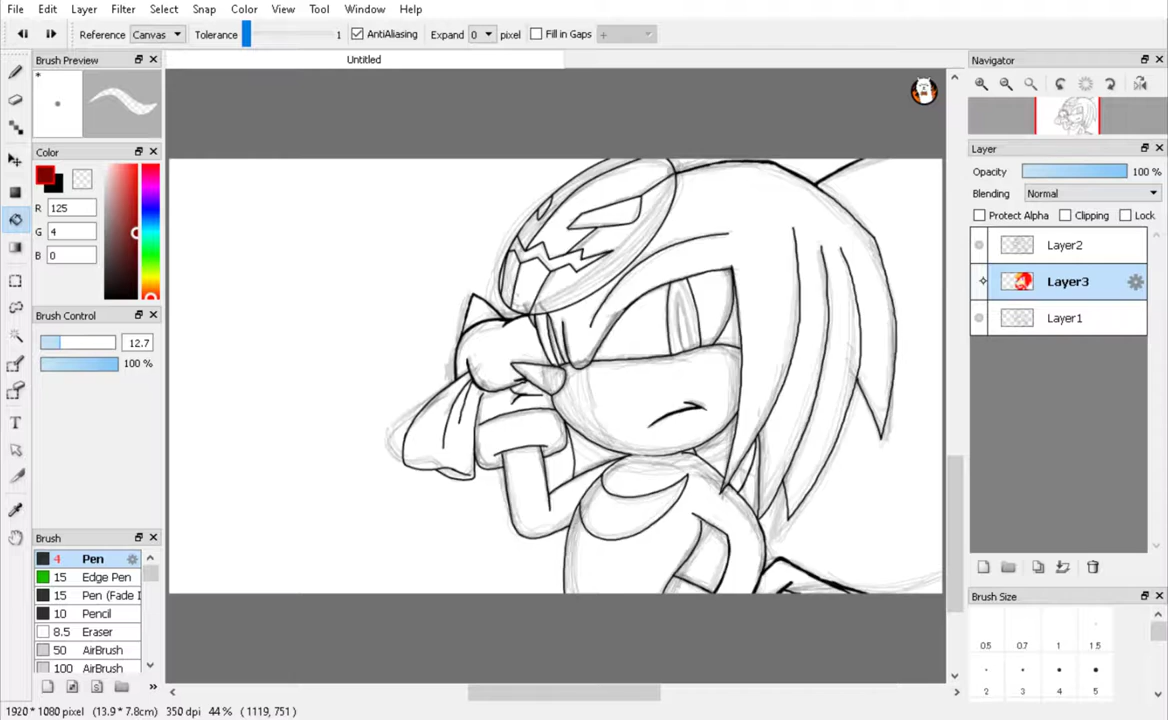 File Edit Layer Filter Select Snap Color View Tool Window Help
Reference Canvas Tolerance 1 AntiAliasing Expand 0 pixel Fill in Gaps
Brush Preview
Untitled
Navigator
*
Color
R 125
G 4
B 0
Layer
Opacity 100 %
Blending Normal
Protect Alpha Clipping Lock
Layer2
Layer3
Layer1
Brush Control
12.7
100 %
Brush
4 Pen
15 Edge Pen
15 Pen (Fade I
10 Pencil
8.5 Eraser
50 AirBrush
100 AirBrush
Brush Size
0.5 0.7 1 1.5
2 3 4 5
1920 * 1080 pixel (13.9 * 7.8cm) 350 dpi 44 % ( 1119, 751 )